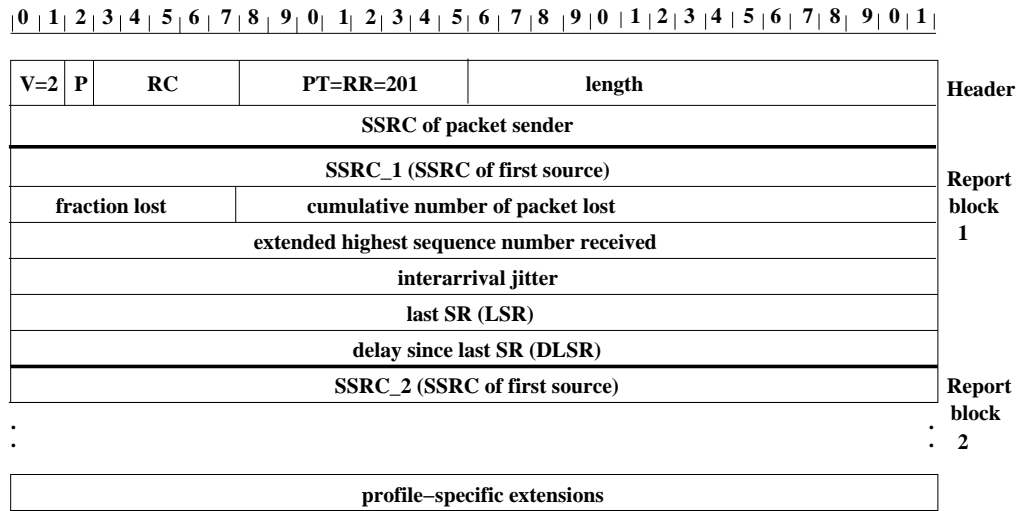 0 1 2 3 4 5 6 7 8 9 0 1 2 3 4 5 6 7 8 9 0 1 2 3 4 5 6 7 8 9 0 1
V=2 P RC PT=RR=201 length Header
SSRC of packet sender
SSRC_1 (SSRC of first source) Report
fraction lost cumulative number of packet lost block
extended highest sequence number received 1
interarrival jitter
last SR (LSR)
delay since last SR (DLSR)
SSRC_2 (SSRC of first source) Report
block
. .
. . 2
profile−specific extensions